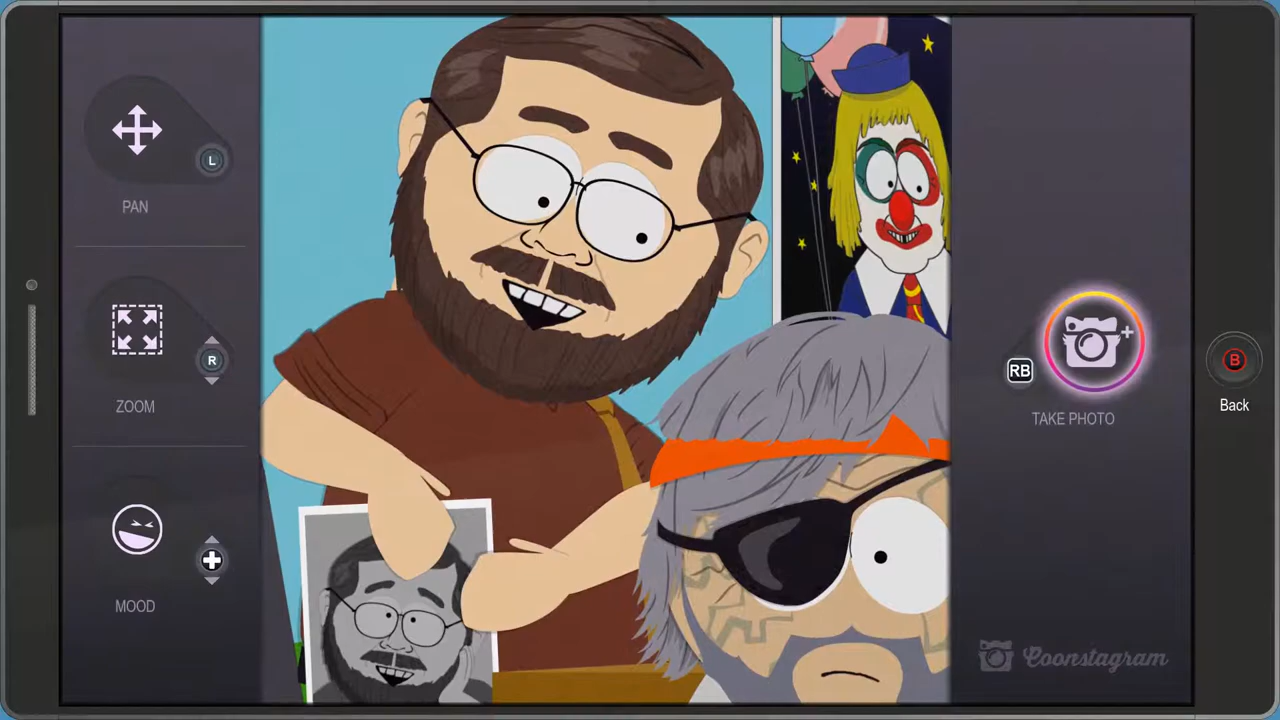 L
PAN
R
ZOOM
MOOD
RB
TAKE PHOTO
B
Back
Coonstagram